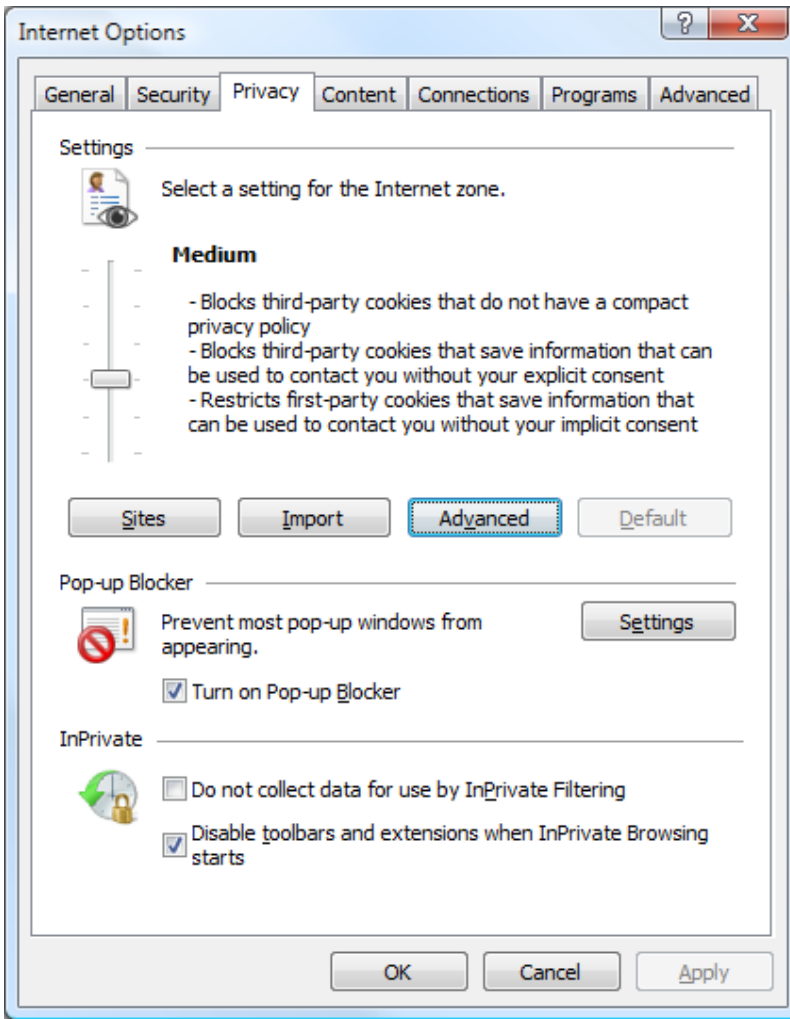 Internet Options
General Security Privacy Content Connections Programs Advanced
Settings
Select a setting for the Internet zone.
Medium
- Blocks third-party cookies that do not have a compact
privacy policy
- Blocks third-party cookies that save information that can
be used to contact you without your explicit consent
- Restricts first-party cookies that save information that
can be used to contact you without your implicit consent
Sites Import Advanced Default
Pop-up Blocker
Prevent most pop-up windows from
appearing.
Settings
Turn on Pop-up Blocker
InPrivate
Do not collect data for use by InPrivate Filtering
Disable toolbars and extensions when InPrivate Browsing
starts
OK Cancel Apply